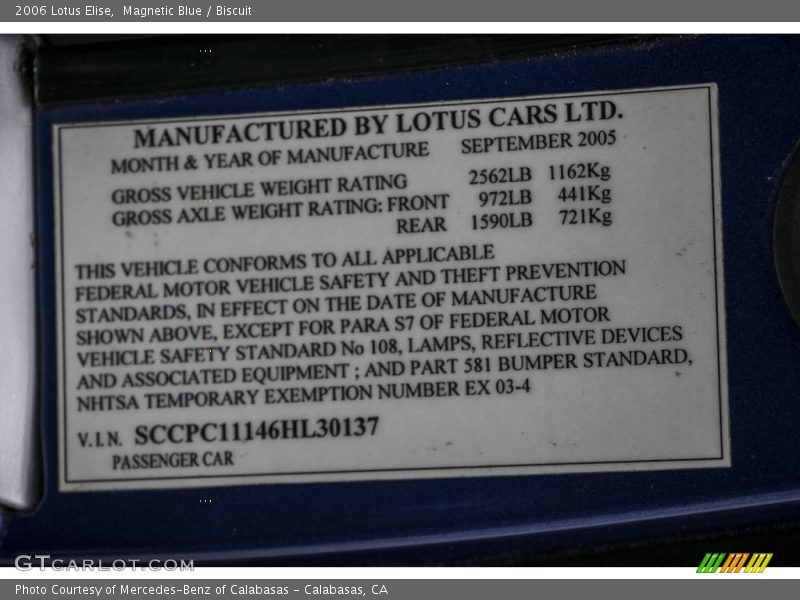 2006 Lotus Elise, Magnetic Blue / Biscuit
MANUFACTURED BY LOTUS CARS LTD.
MONTH & YEAR OF MANUFACTURE SEPTEMBER 2005
GROSS VEHICLE WEIGHT RATING 2562LB 1162Kg
GROSS AXLE WEIGHT RATING: FRONT 972LB 441Kg
REAR 1590LB 721Kg
THIS VEHICLE CONFORMS TO ALL APPLICABLE
FEDERAL MOTOR VEHICLE SAFETY AND THEFT PREVENTION
STANDARDS, IN EFFECT ON THE DATE OF MANUFACTURE
SHOWN ABOVE, EXCEPT FOR PARA S7 OF FEDERAL MOTOR
VEHICLE SAFETY STANDARD No 108, LAMPS, REFLECTIVE DEVICES
AND ASSOCIATED EQUIPMENT ; AND PART 581 BUMPER STANDARD,
NHTSA TEMPORARY EXEMPTION NUMBER EX 03-4
V.I.N. SCCPC11146HL30137
PASSENGER CAR
GTCARLOT.COM
Photo Courtesy of Mercedes-Benz of Calabasas - Calabasas, CA